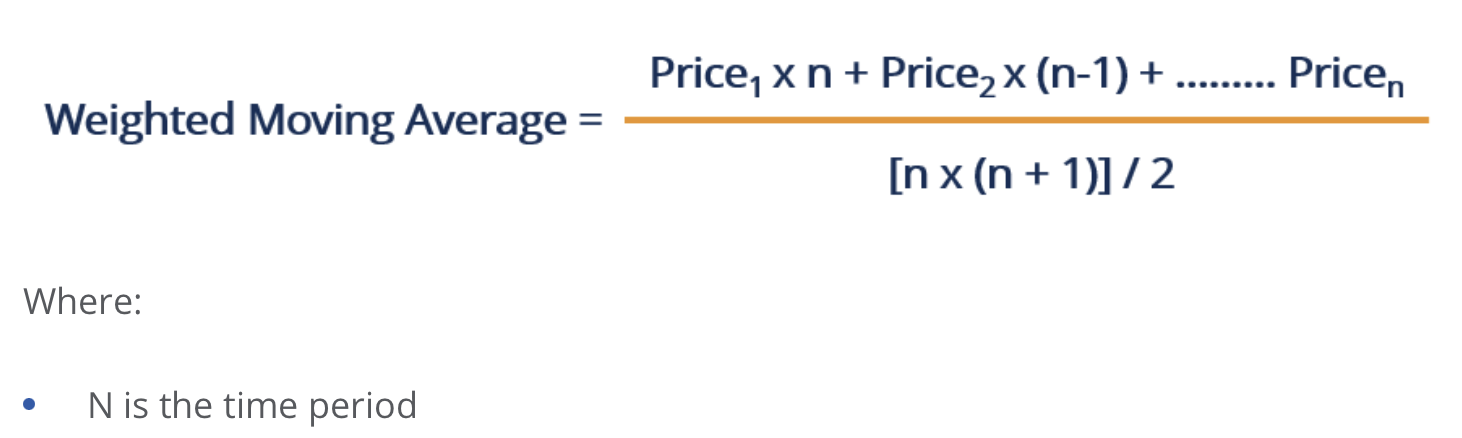 Price₁ x n + Price₂ x (n-1) + ......... Priceₙ
Weighted Moving Average =
[n x (n + 1)] / 2
Where:
• N is the time period